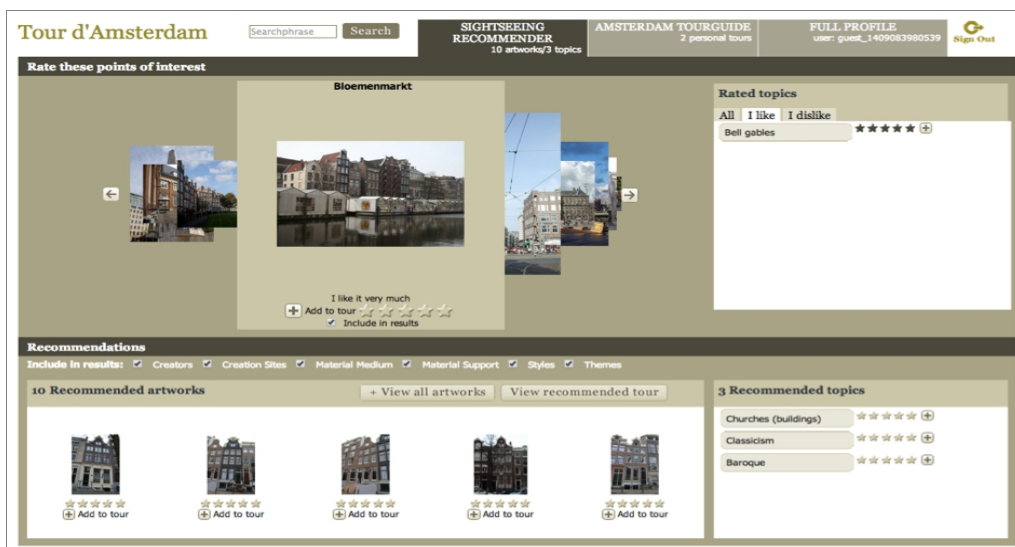 Tour d'Amsterdam
Searchphrase
Search
SIGHTSEEING
RECOMMENDER
10 artworks/3 topics
AMSTERDAM TOURGUIDE
2 personal tours
FULL PROFILE
user: guest_1409083980539
Sign Out
Rate these points of interest
Bloemenmarkt
I like it very much
Add to tour
Include in results
Rated topics
All I like I dislike
Bell gables
Recommendations
Include in results: Creators Creation Sites Material Medium Material Support Styles Themes
10 Recommended artworks
+ View all artworks
View recommended tour
Add to tour
Add to tour
Add to tour
Add to tour
Add to tour
3 Recommended topics
Churches (buildings)
Classicism
Baroque